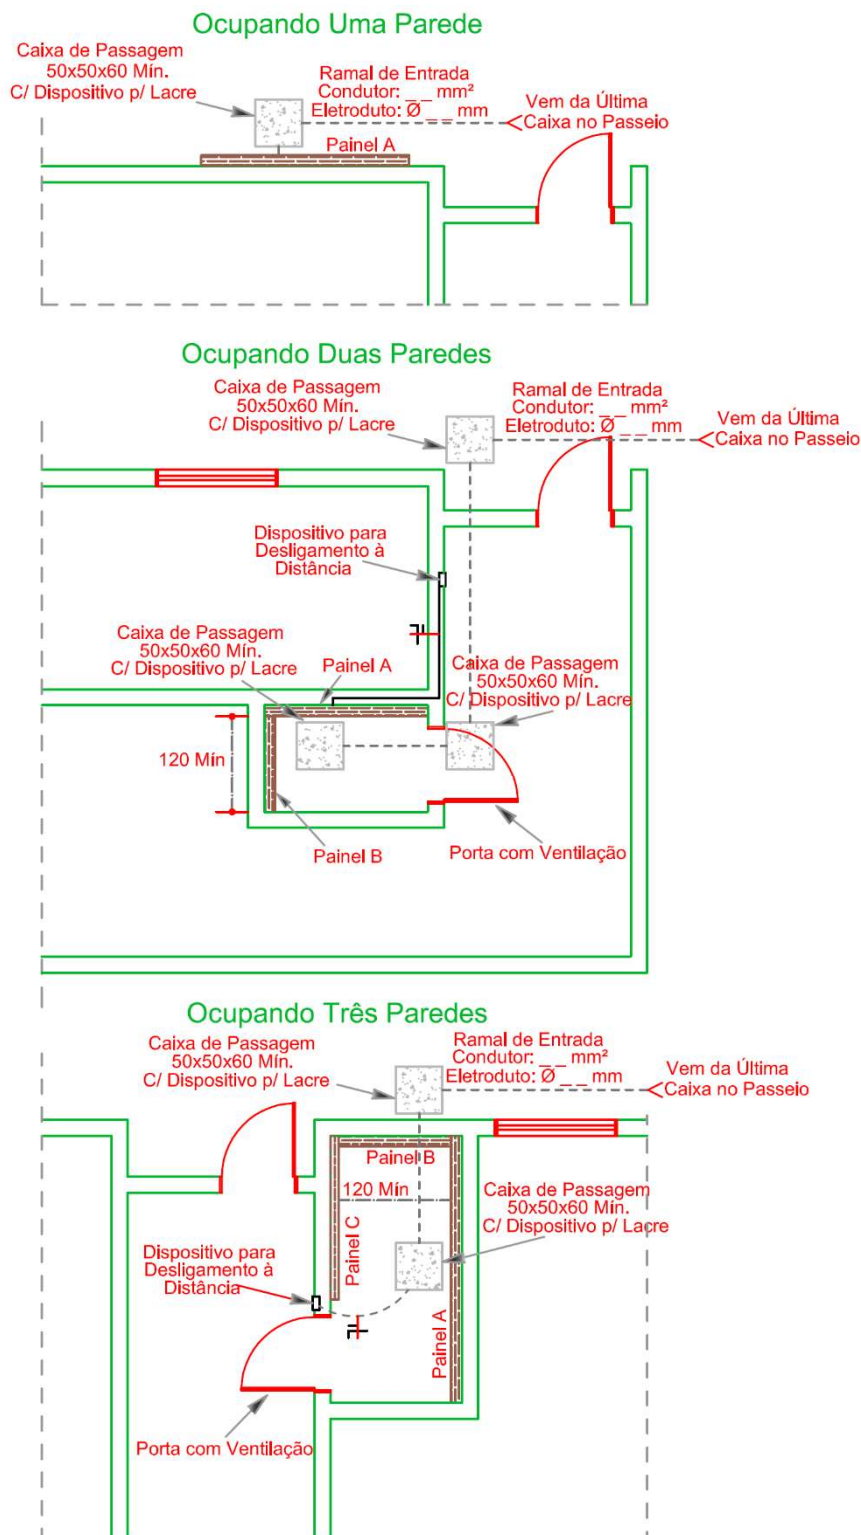 Ocupando Uma Parede
Caixa de Passagem
50x50x60 Mín.
C/ Dispositivo p/ Lacre
Ramal de Entrada
Condutor: _ _ mm²
Eletroduto: Ø _ _ mm
Vem da Última
Caixa no Passeio
Painel A
Ocupando Duas Paredes
Caixa de Passagem
50x50x60 Mín.
C/ Dispositivo p/ Lacre
Ramal de Entrada
Condutor: _ _ mm²
Eletroduto: Ø _ _ mm
Vem da Última
Caixa no Passeio
Dispositivo para
Desligamento à
Distância
Caixa de Passagem
50x50x60 Mín.
C/ Dispositivo p/ Lacre
Painel A
Caixa de Passagem
50x50x60 Mín.
C/ Dispositivo p/ Lacre
120 Mín
Painel B
Porta com Ventilação
Ocupando Três Paredes
Caixa de Passagem
50x50x60 Mín.
C/ Dispositivo p/ Lacre
Ramal de Entrada
Condutor: _ _ mm²
Eletroduto: Ø _ _ mm
Vem da Última
Caixa no Passeio
Painel B
120 Mín
Caixa de Passagem
50x50x60 Mín.
C/ Dispositivo p/ Lacre
Painel C
Dispositivo para
Desligamento à
Distância
Painel A
Porta com Ventilação